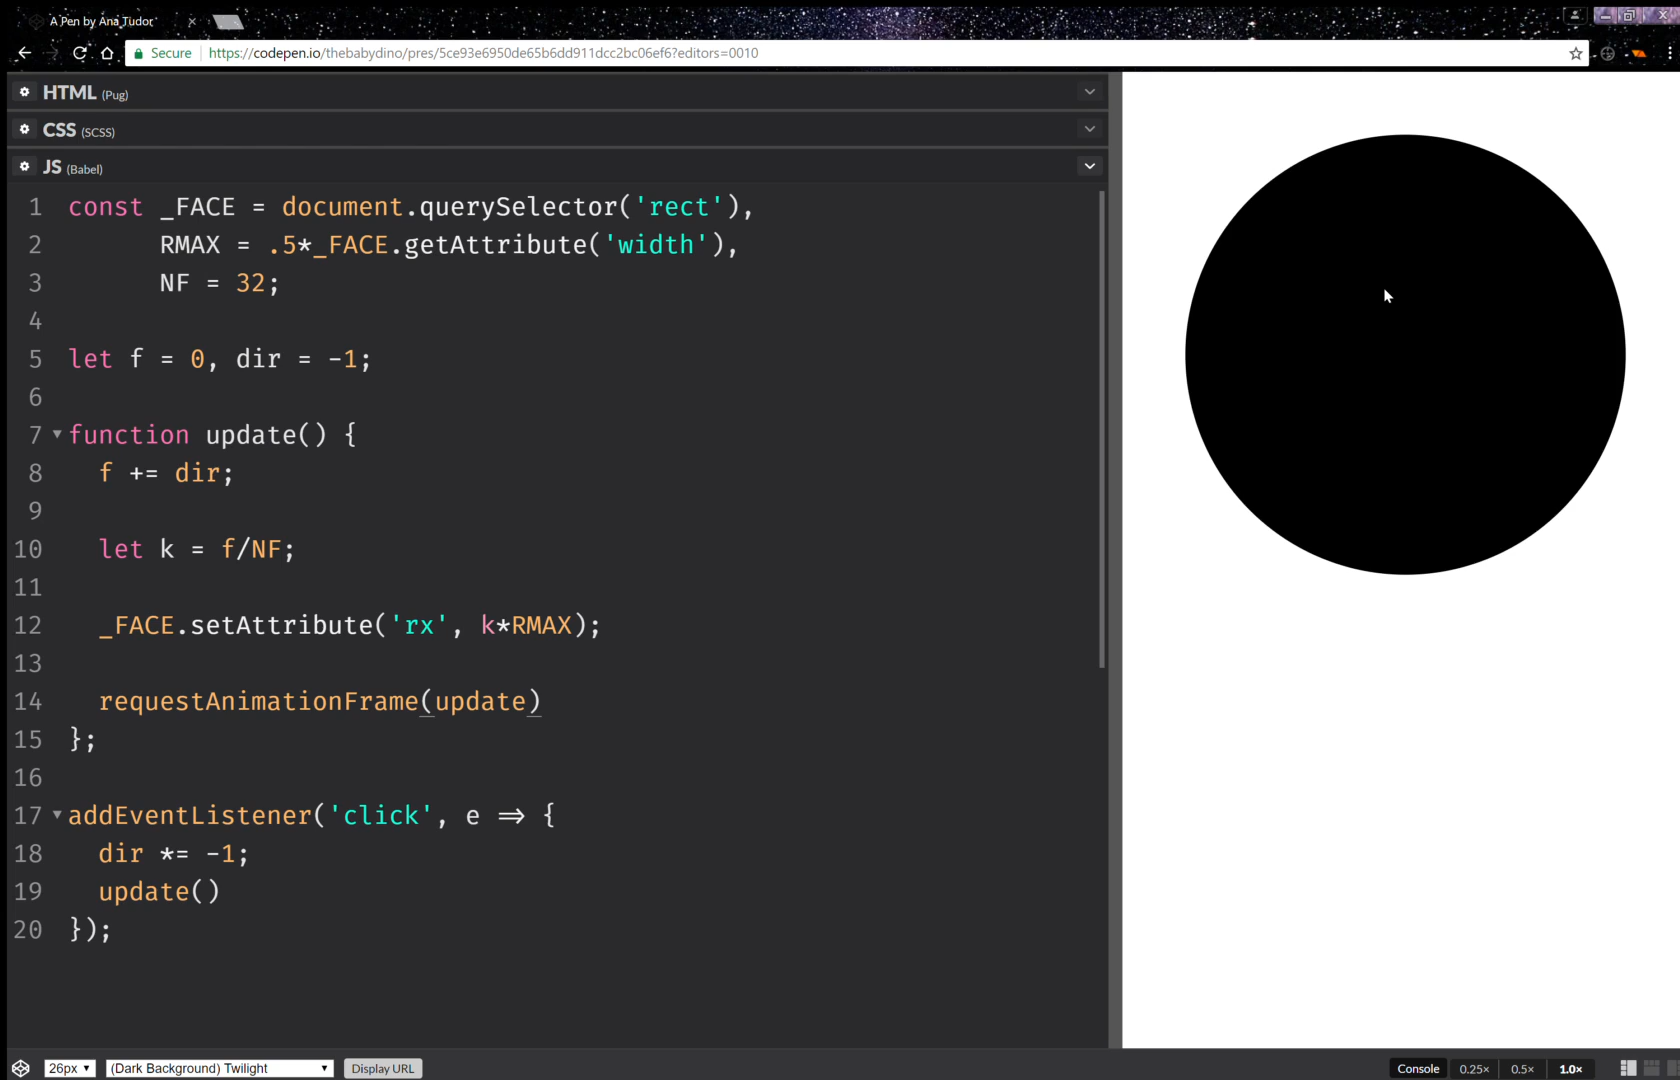 A Pen by Ana Tudor
Secure https://codepen.io/thebabydino/pres/5ce93e6950de65b6dd911dcc2bc06ef6?editors=0010
HTML (Pug)
CSS (SCSS)
JS (Babel)
1 const _FACE = document.querySelector('rect'),
2 RMAX = .5*_FACE.getAttribute('width'),
3 NF = 32;
4
5 let f = 0, dir = -1;
6
7 function update() {
8 f += dir;
9
10 let k = f/NF;
11
12 _FACE.setAttribute('rx', k*RMAX);
13
14 requestAnimationFrame(update)
15 };
16
17 addEventListener('click', e => {
18 dir *= -1;
19 update()
20 });
26px (Dark Background) Twilight Display URL Console 0.25× 0.5× 1.0×